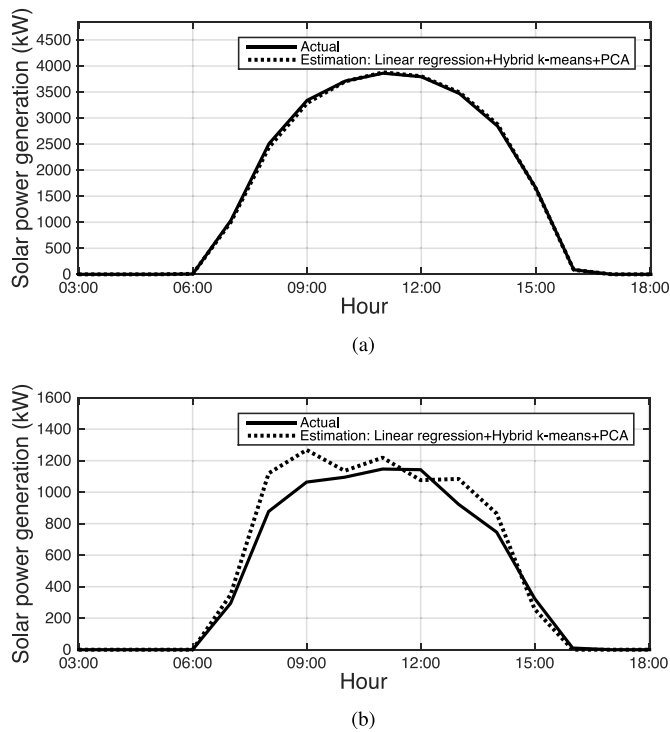 Solar power generation (kW)
4500
4000
3500
3000
2500
2000
1500
1000
500
0
Actual
Estimation: Linear regression+Hybrid k-means+PCA
03:00 06:00 09:00 12:00 15:00 18:00
Hour
(a)
Solar power generation (kW)
1600
1400
1200
1000
800
600
400
200
0
Actual
Estimation: Linear regression+Hybrid k-means+PCA
03:00 06:00 09:00 12:00 15:00 18:00
Hour
(b)